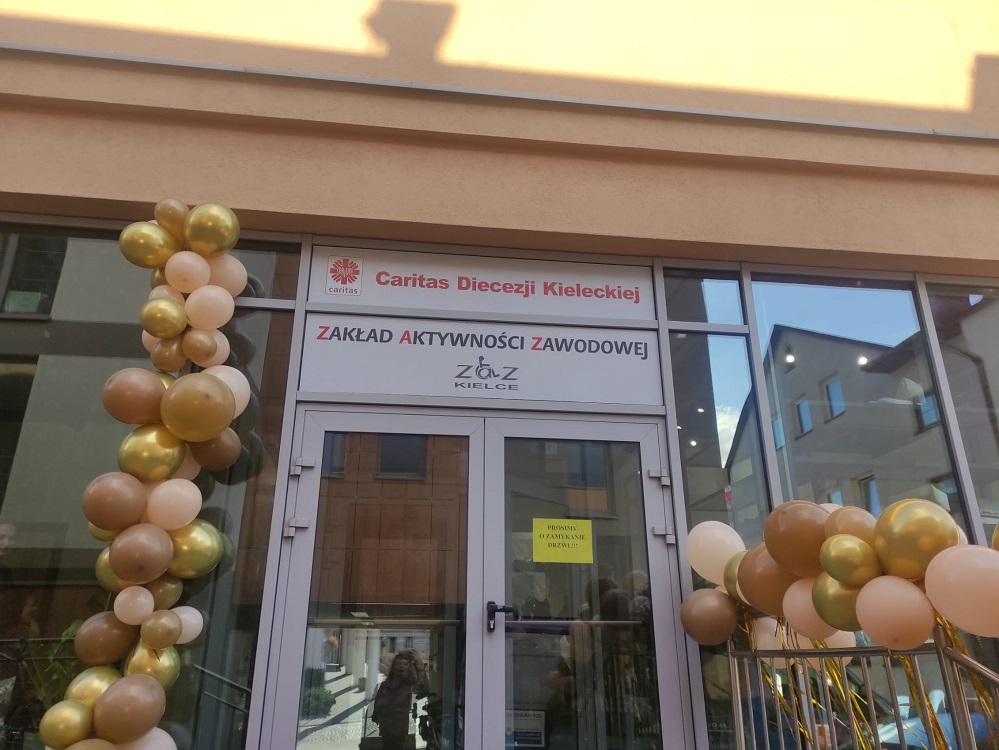 caritas
Caritas Diecezji Kieleckiej
ZAKŁAD AKTYWNOŚCI ZAWODOWEJ
ZAZ
KIELCE
PROSIMY
O ZAMYKANIE
DRZWI!!!